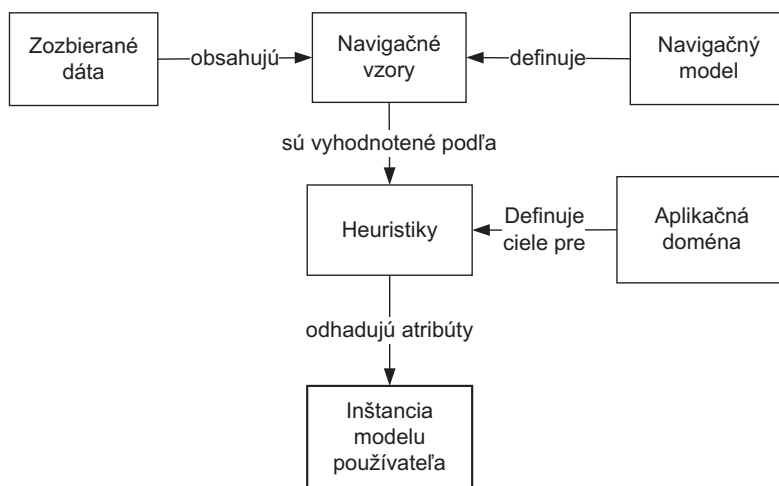 Zozbierané
dáta
obsahujú
Navigačné
vzory
definuje
Navigačný
model
sú vyhodnotené podľa
Heuristiky
Definuje
ciele pre
Aplikačná
doména
odhadujú atribúty
Inštancia
modelu
používateľa